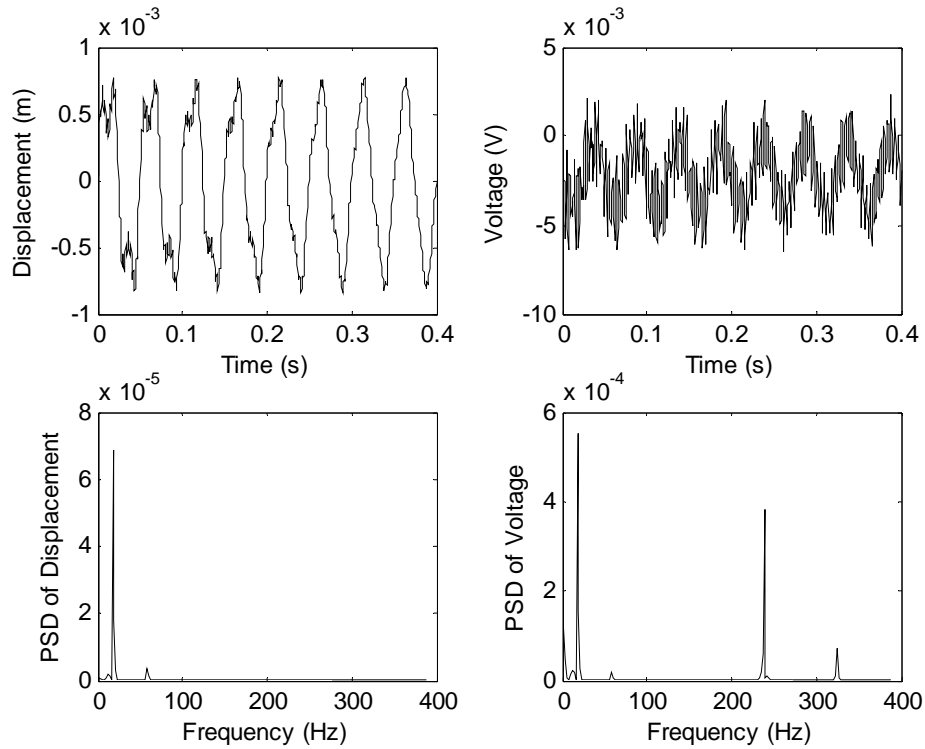 x 10^-3
1
0.5
0
-0.5
-1
Displacement (m)
0 0.1 0.2 0.3 0.4
Time (s)
x 10^-3
5
0
-5
-10
Voltage (V)
0 0.1 0.2 0.3 0.4
Time (s)
x 10^-5
8
6
4
2
0
PSD of Displacement
0 100 200 300 400
Frequency (Hz)
x 10^-4
6
4
2
0
PSD of Voltage
0 100 200 300 400
Frequency (Hz)